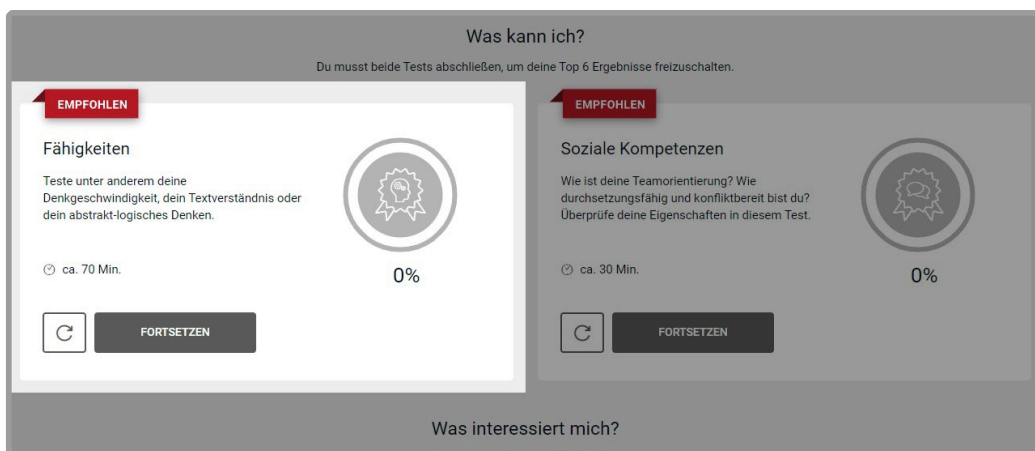 Was kann ich?
Du musst beide Tests abschließen, um deine Top 6 Ergebnisse freizuschalten.
EMPFOHLEN
Fähigkeiten
Teste unter anderem deine
Denkgeschwindigkeit, dein Textverständnis oder
dein abstrakt-logisches Denken.
ca. 70 Min.
0%
FORTSETZEN
EMPFOHLEN
Soziale Kompetenzen
Wie ist deine Teamorientierung? Wie
durchsetzungsfähig und konfliktbereit bist du?
Überprüfe deine Eigenschaften in diesem Test.
ca. 30 Min.
0%
FORTSETZEN
Was interessiert mich?